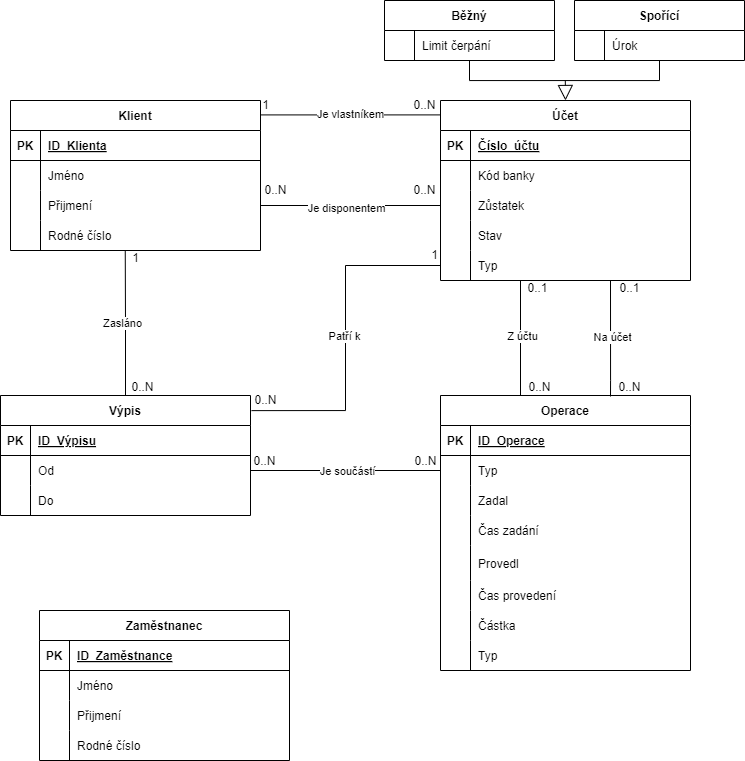 Běžný
Limit čerpání
Spořící
Úrok
Klient
PK ID_Klienta
Jméno
Přijmení
Rodné číslo
1 Je vlastníkem 0..N
0..N Je disponentem 0..N
Účet
PK Číslo_účtu
Kód banky
Zůstatek
Stav
Typ
1
Zasláno
0..N
1
Patří k
0..N
0..1
Z účtu
0..N
0..1
Na účet
0..N
Výpis
PK ID_Výpisu
Od
Do
0..N Je součástí 0..N
Operace
PK ID_Operace
Typ
Zadal
Čas zadání
Provedl
Čas provedení
Částka
Typ
Zaměstnanec
PK ID_Zaměstnance
Jméno
Přijmení
Rodné číslo